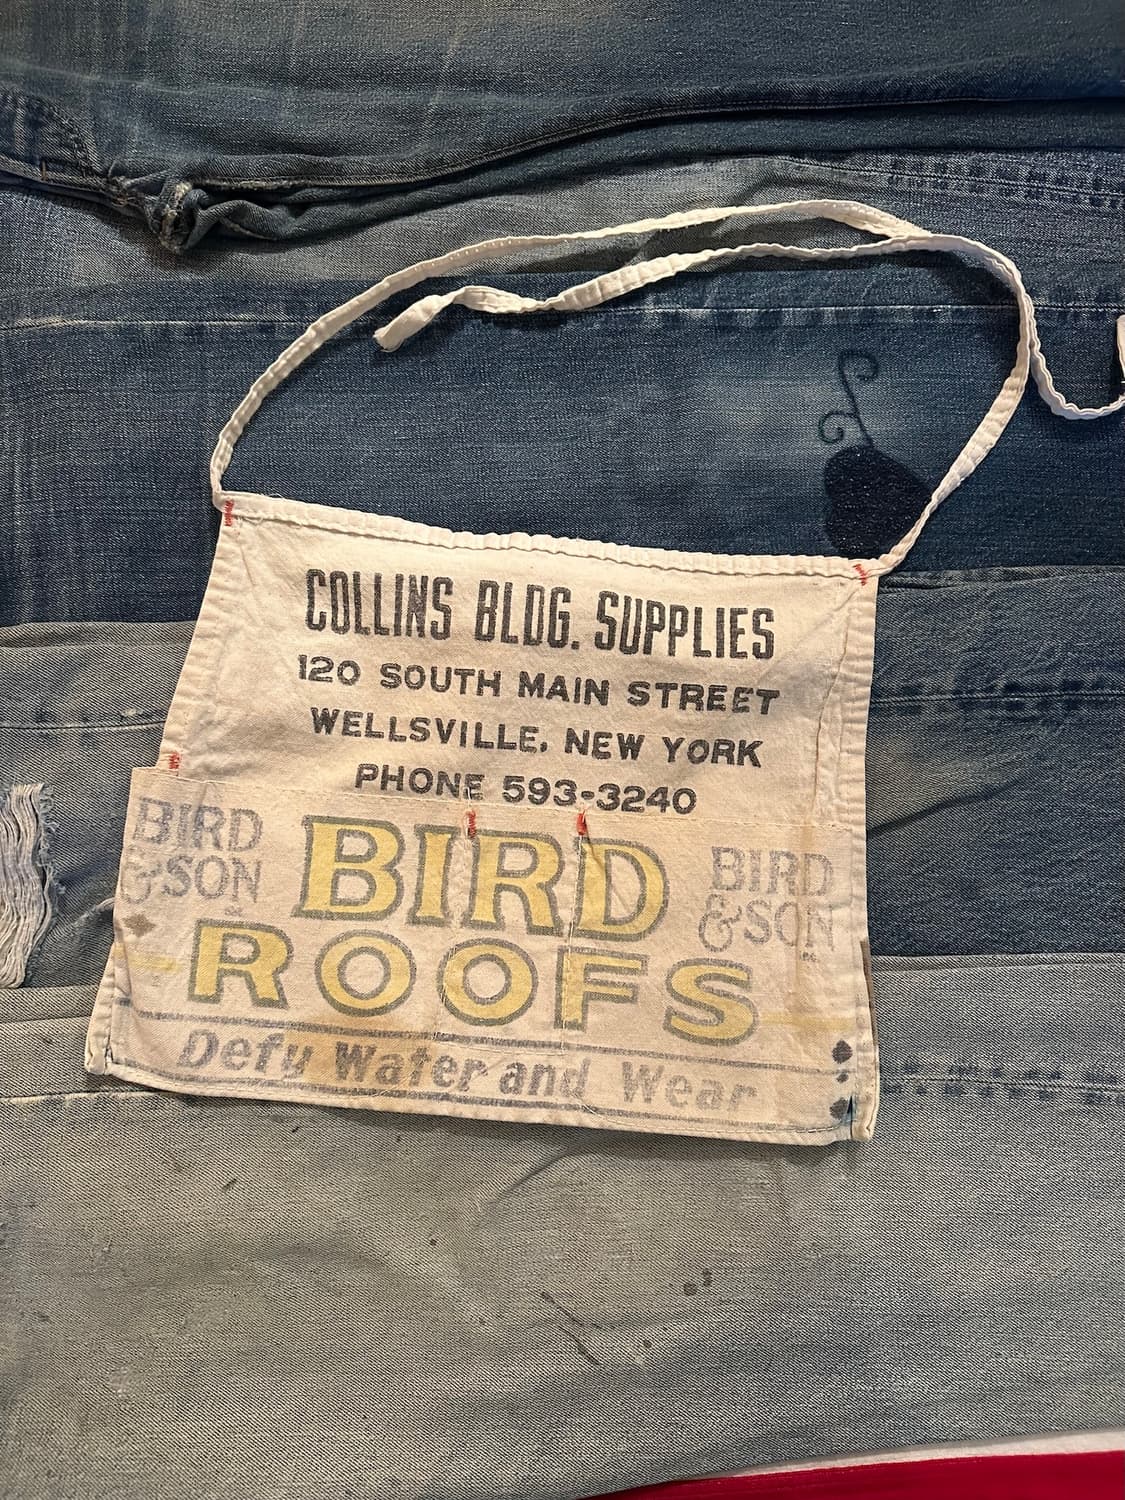 COLLINS BLDG. SUPPLIES
120 SOUTH MAIN STREET
WELLSVILLE, NEW YORK
PHONE 593-3240
BIRD
&SON
BIRD
ROOFS
BIRD
&SON
Defy Water and Wear